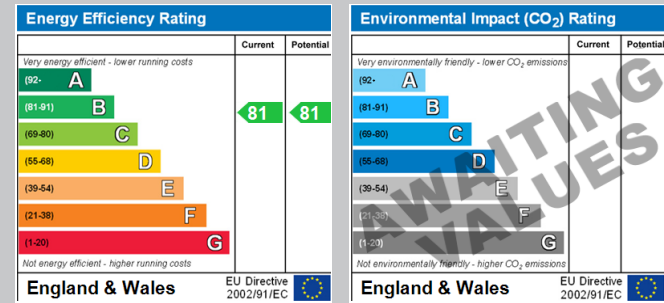 Energy Efficiency Rating
Current Potential
Very energy efficient - lower running costs
(92- A
(81-91) B 81 81
(69-80) C
(55-68) D
(39-54) E
(21-38) F
(1-20) G
Not energy efficient - higher running costs
England & Wales
EU Directive
2002/91/EC
Environmental Impact (CO₂) Rating
Current Potential
Very environmentally friendly - lower CO₂ emissions
(92- A
(81-91) B
(69-80) C
(55-68) D
(39-54) E
(21-38) F
(1-20) G
Not environmentally friendly - higher CO₂ emissions
AWAITING
VALUES
England & Wales
EU Directive
2002/91/EC